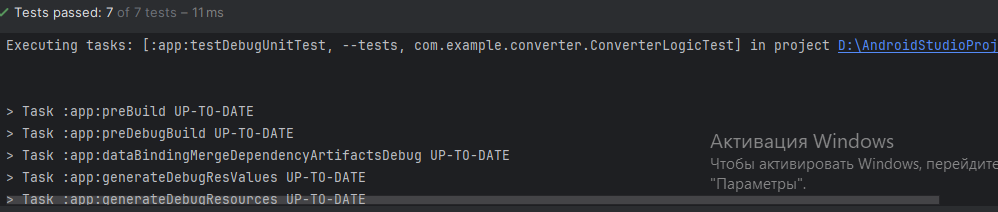 Tests passed: 7 of 7 tests – 11 ms
Executing tasks: [:app:testDebugUnitTest, --tests, com.example.converter.ConverterLogicTest] in project D:\AndroidStudioProj
> Task :app:preBuild UP-TO-DATE
> Task :app:preDebugBuild UP-TO-DATE
> Task :app:dataBindingMergeDependencyArtifactsDebug UP-TO-DATE
> Task :app:generateDebugResValues UP-TO-DATE
> Task :app:generateDebugResources UP-TO-DATE
Активация Windows
Чтобы активировать Windows, перейдите
"Параметры".